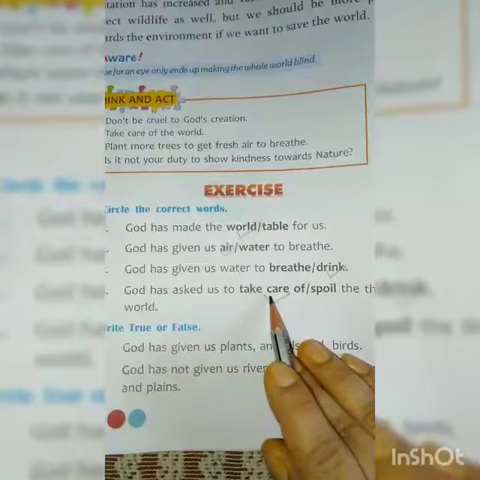 tation has increased and
ect wildlife as well, but we should be more
ards the environment if we want to save the world.
ware!
e for an eye only ends up making the whole world blind.
INK AND ACT
Don't be cruel to God's creation.
Take care of the world.
Plant more trees to get fresh air to breathe.
Is it not your duty to show kindness towards Nature?
EXERCISE
Circle the correct words.
God has made the world/table for us.
God has given us air/water to breathe.
God has given us water to breathe/drink.
God has asked us to take care of/spoil the th
world.
rite True or False.
God has given us plants, an birds.
God has not given us river
and plains.
InShOt